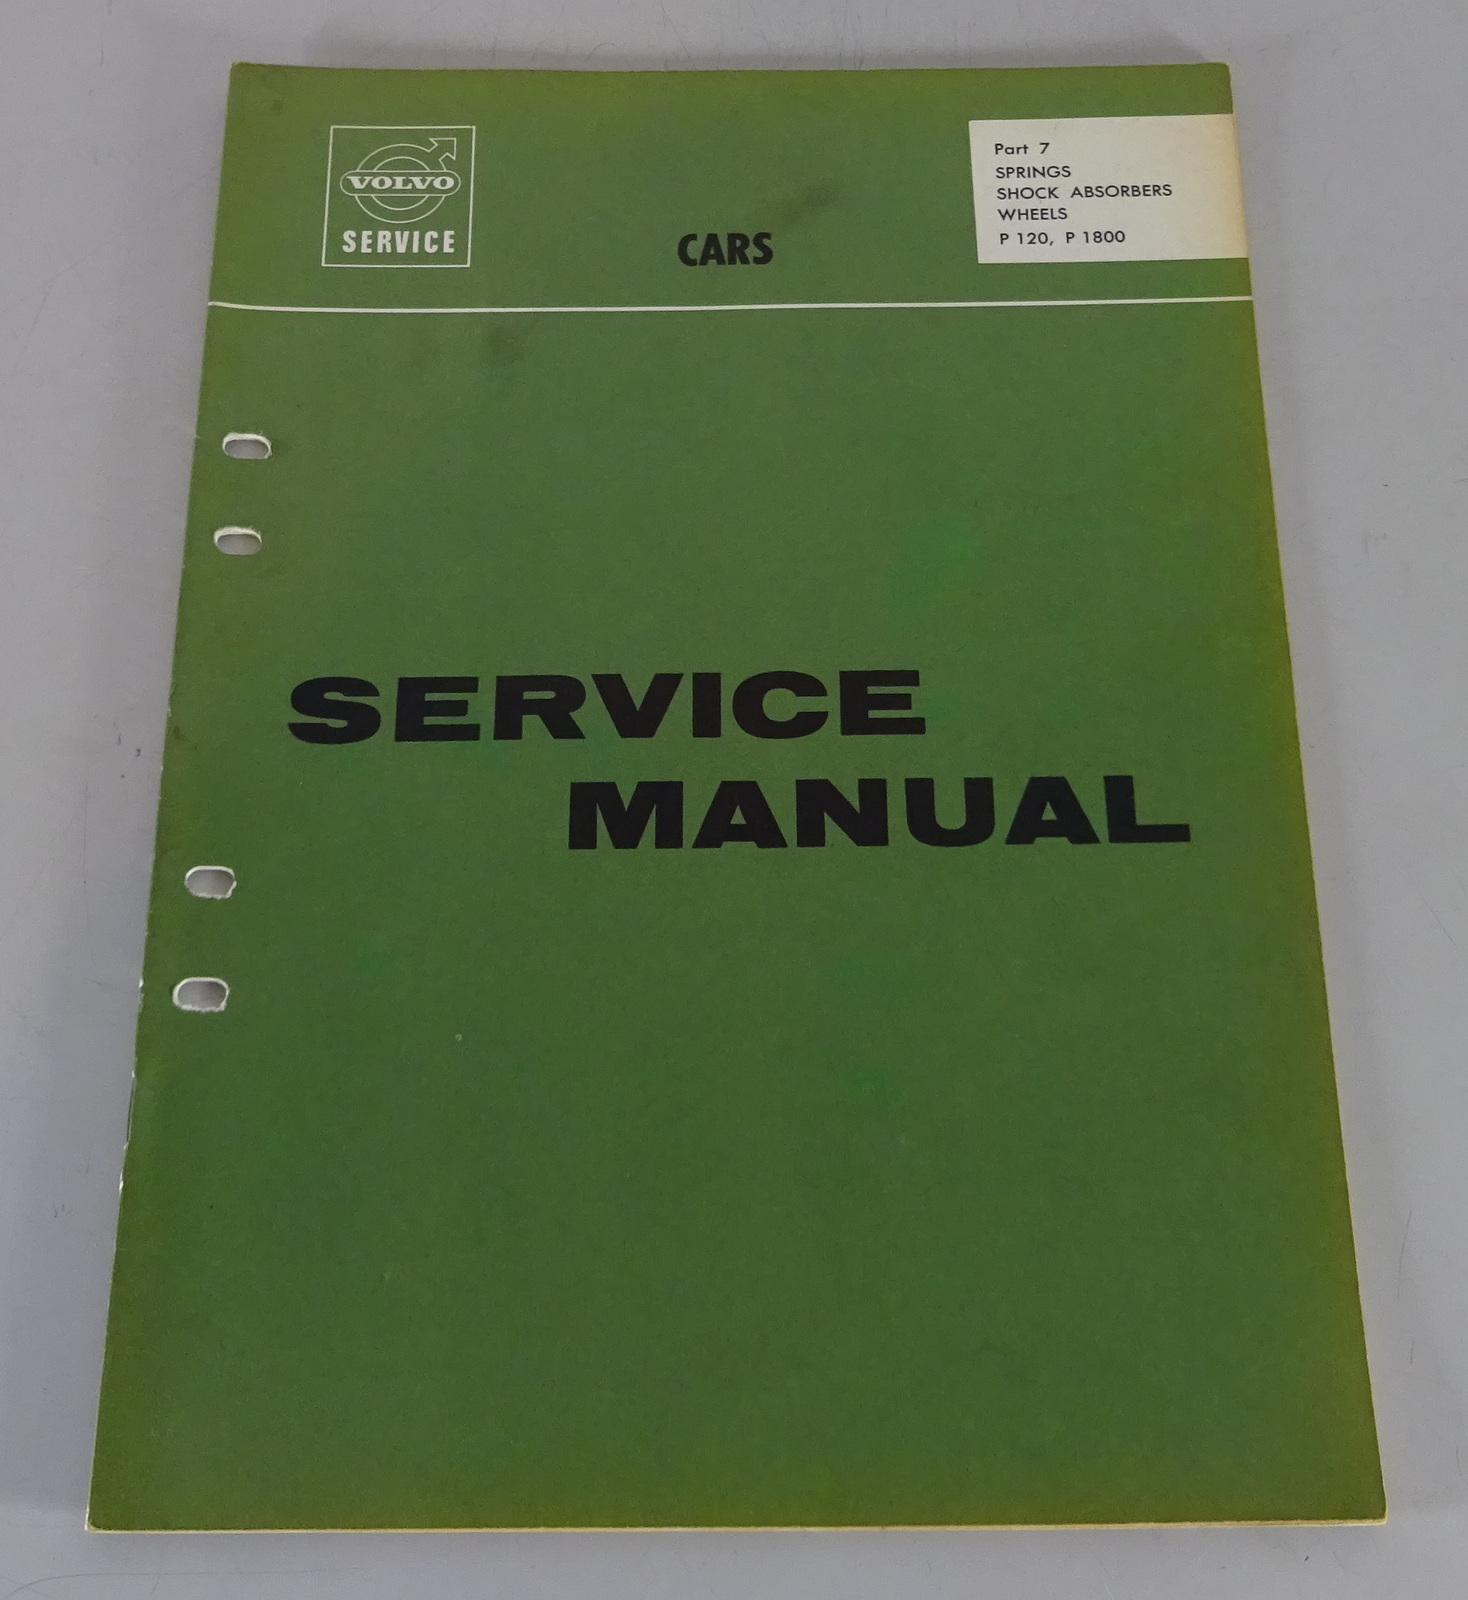 VOLVO
SERVICE
CARS
Part 7
SPRINGS
SHOCK ABSORBERS
WHEELS
P 120, P 1800
SERVICE
MANUAL